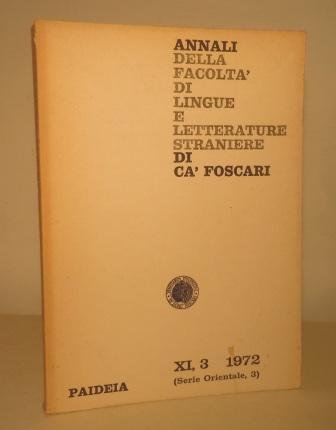 ANNALI
DELLA
FACOLTA'
DI
LINGUE
E
LETTERATURE
STRANIERE
DI
CA' FOSCARI
XI, 3 1972
(Serie Orientale, 3)
PAIDEIA